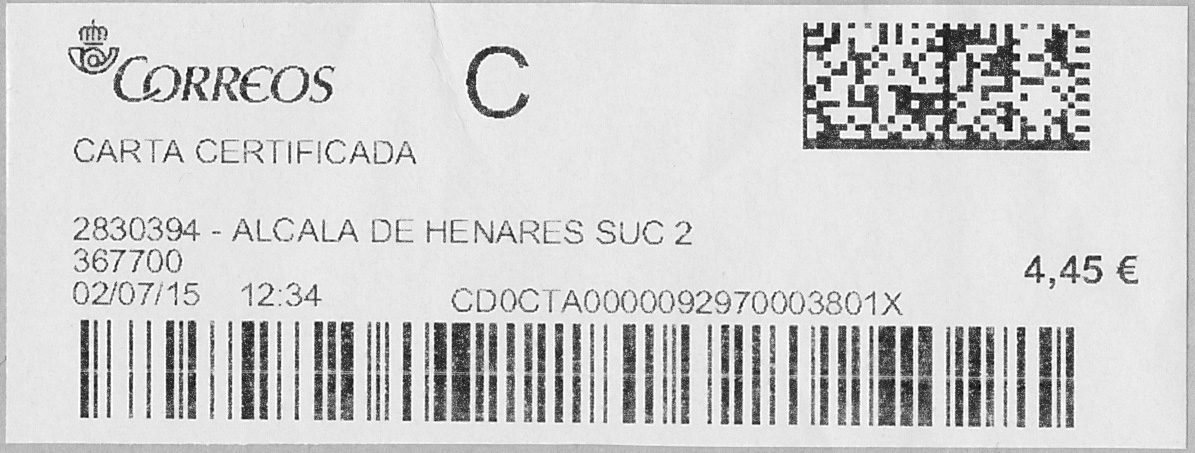 CORREOS
C
CARTA CERTIFICADA
2830394 - ALCALA DE HENARES SUC 2
367700
4,45 €
02/07/15 12:34 CD0CTA0000092970003801X